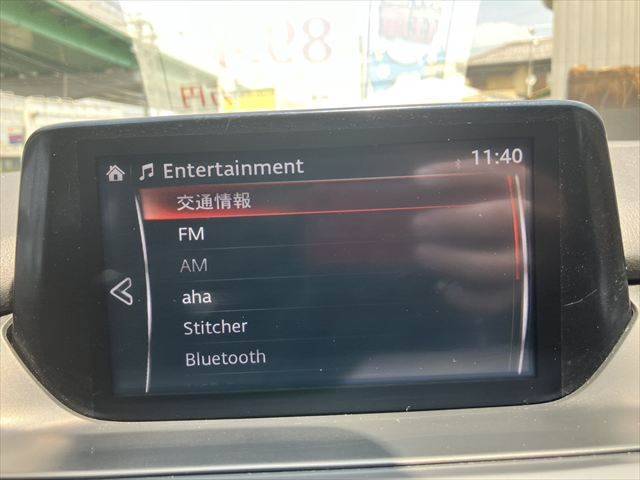 Entertainment 11:40
交通情報
FM
AM
aha
Stitcher
Bluetooth